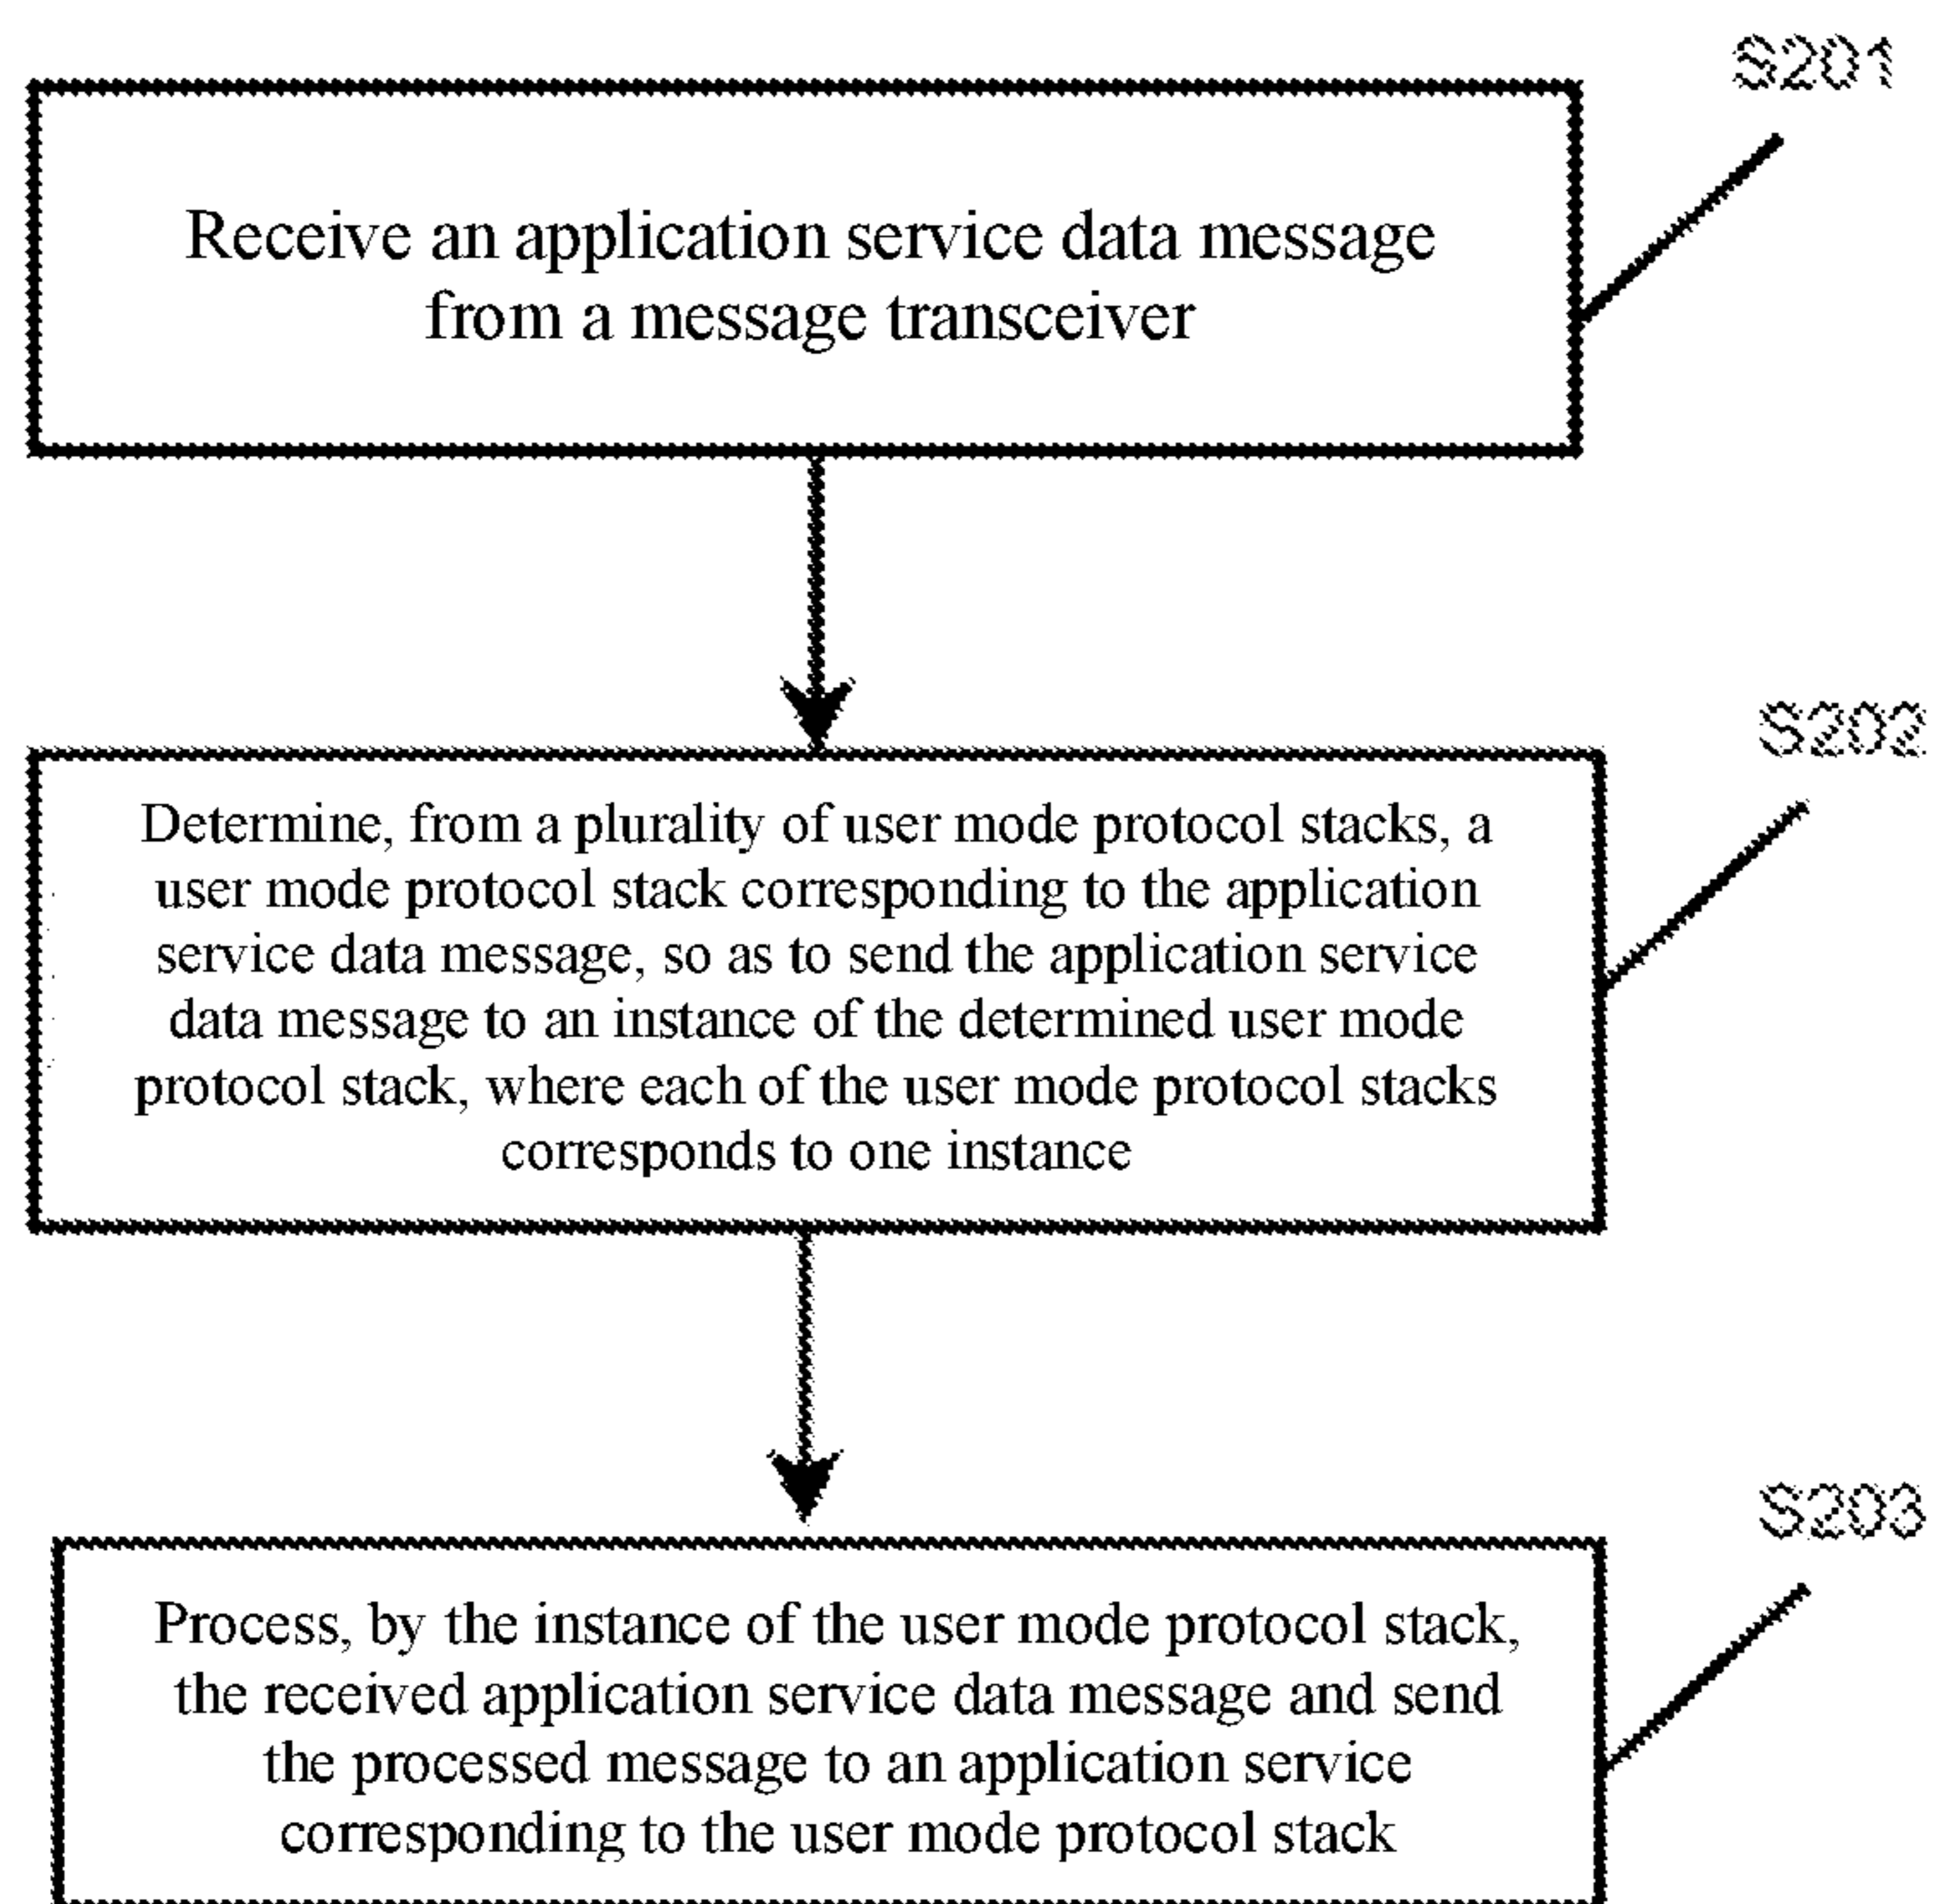 S201
Receive an application service data message
from a message transceiver
S202
Determine, from a plurality of user mode protocol stacks, a
user mode protocol stack corresponding to the application
service data message, so as to send the application service
data message to an instance of the determined user mode
protocol stack, where each of the user mode protocol stacks
corresponds to one instance
S203
Process, by the instance of the user mode protocol stack,
the received application service data message and send
the processed message to an application service
corresponding to the user mode protocol stack